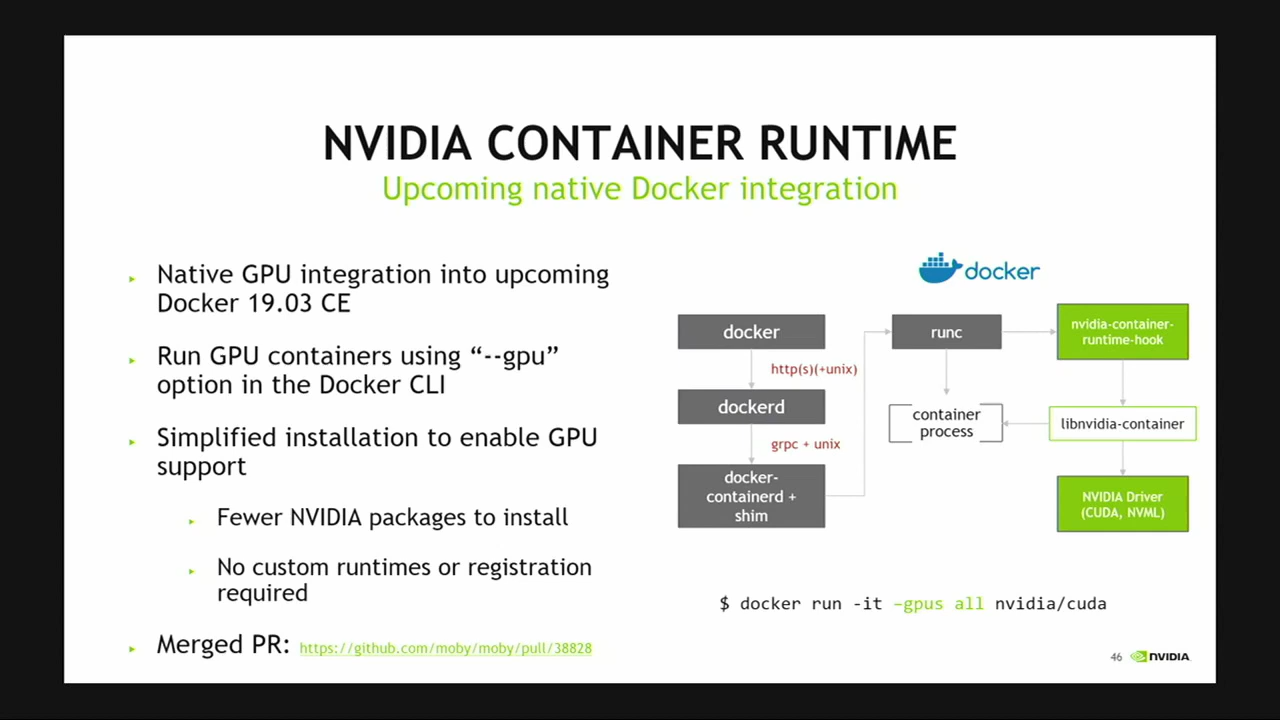 NVIDIA CONTAINER RUNTIME
Upcoming native Docker integration
Native GPU integration into upcoming
Docker 19.03 CE
Run GPU containers using “--gpu”
option in the Docker CLI
Simplified installation to enable GPU
support
Fewer NVIDIA packages to install
No custom runtimes or registration
required
Merged PR: https://github.com/moby/moby/pull/38828
docker
docker
http(s)(+unix)
dockerd
grpc + unix
docker-
containerd +
shim
runc
container
process
nvidia-container-
runtime-hook
libnvidia-container
NVIDIA Driver
(CUDA, NVML)
$ docker run -it –gpus all nvidia/cuda
46 NVIDIA